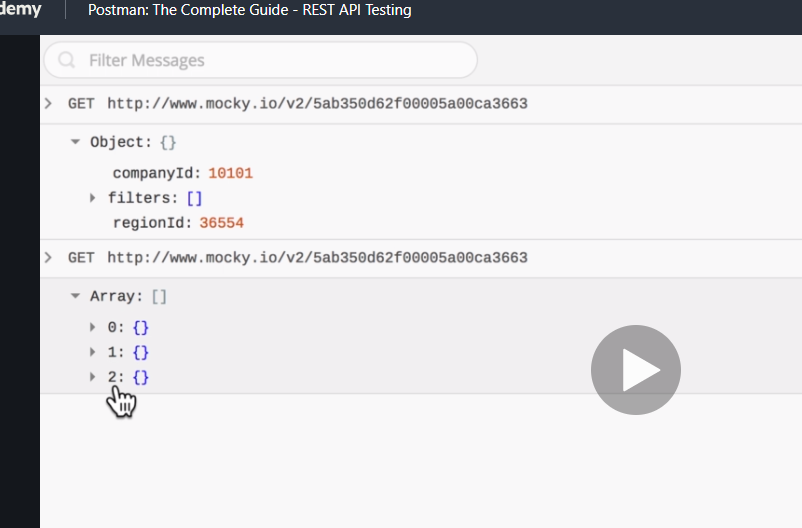 demy Postman: The Complete Guide - REST API Testing
Filter Messages
GET http://www.mocky.io/v2/5ab350d62f00005a00ca3663
Object: {}
companyId: 10101
filters: []
regionId: 36554
GET http://www.mocky.io/v2/5ab350d62f00005a00ca3663
Array: []
0: {}
1: {}
2: {}